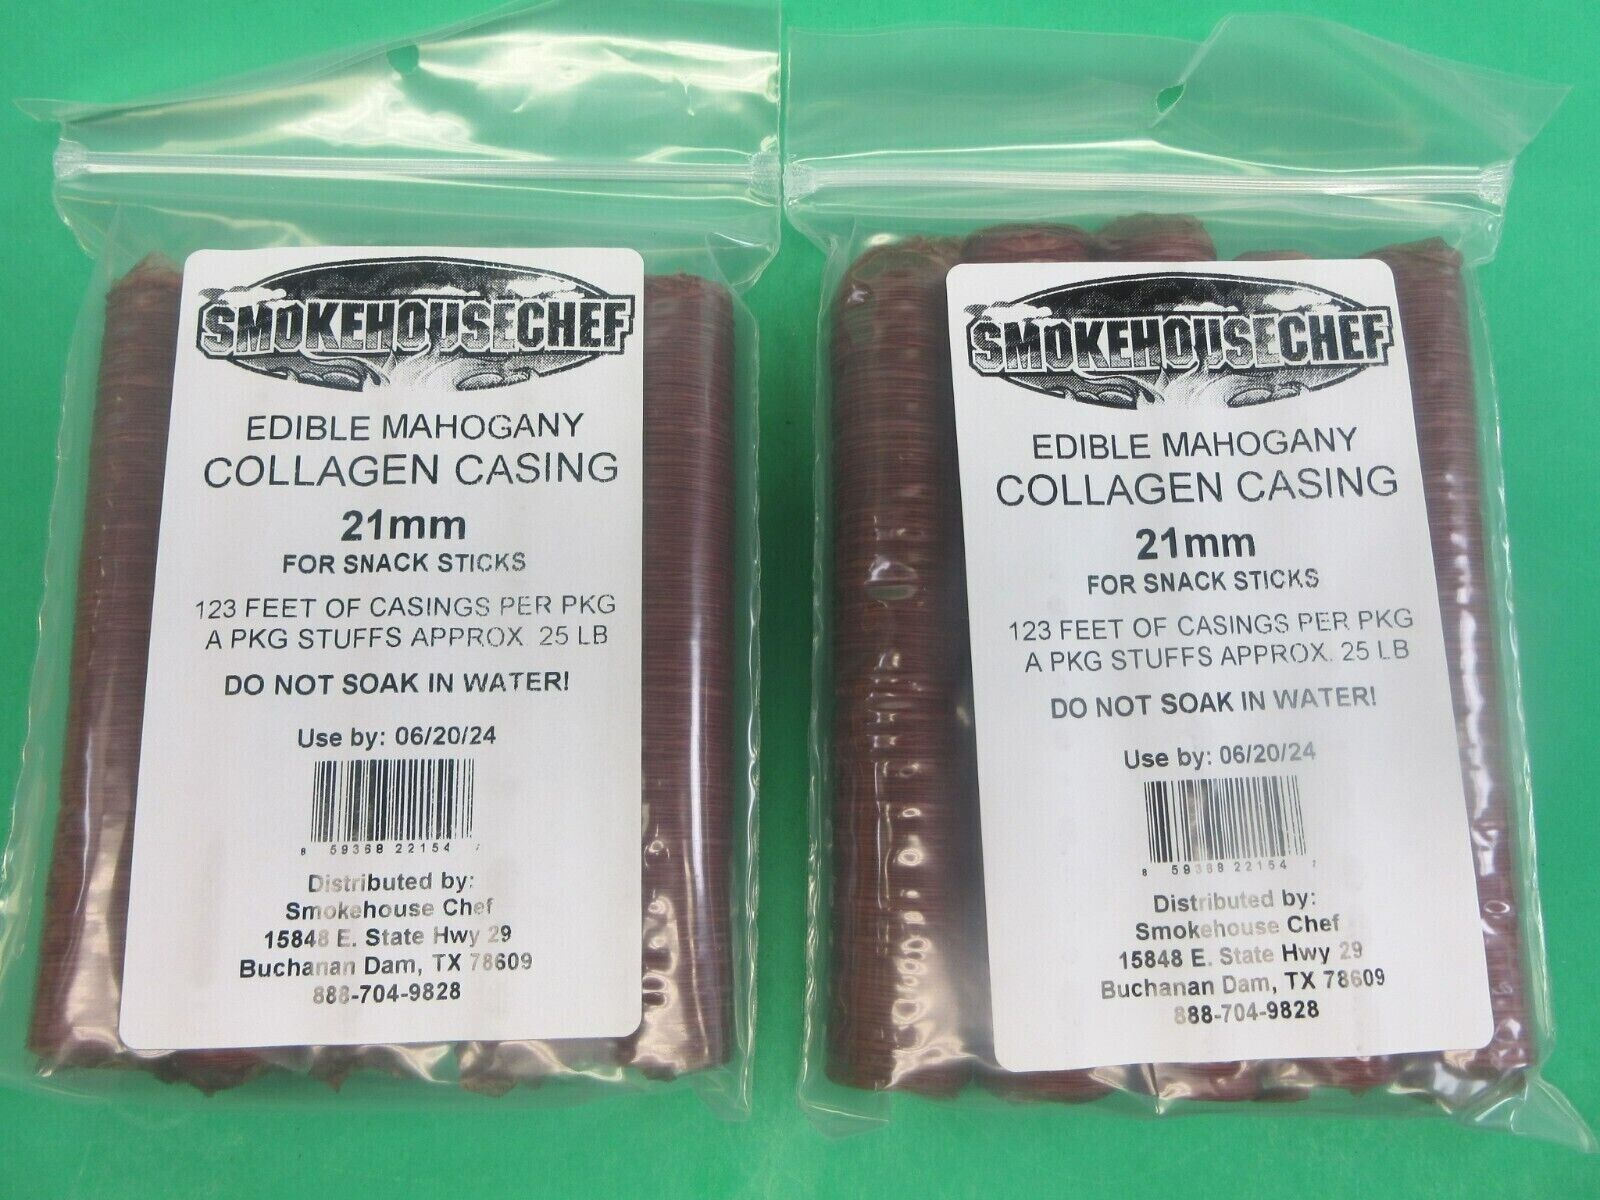 SMOKEHOUSECHEF
EDIBLE MAHOGANY
COLLAGEN CASING
21mm
FOR SNACK STICKS
123 FEET OF CASINGS PER PKG
A PKG STUFFS APPROX. 25 LB
DO NOT SOAK IN WATER!
Use by: 06/20/24
8 59368 22154
Distributed by:
Smokehouse Chef
15848 E. State Hwy 29
Buchanan Dam, TX 78609
888-704-9828
SMOKEHOUSECHEF
EDIBLE MAHOGANY
COLLAGEN CASING
21mm
FOR SNACK STICKS
123 FEET OF CASINGS PER PKG
A PKG STUFFS APPROX. 25 LB
DO NOT SOAK IN WATER!
Use by: 06/20/24
8 59368 22154
Distributed by:
Smokehouse Chef
15848 E. State Hwy 29
Buchanan Dam, TX 78609
888-704-9828